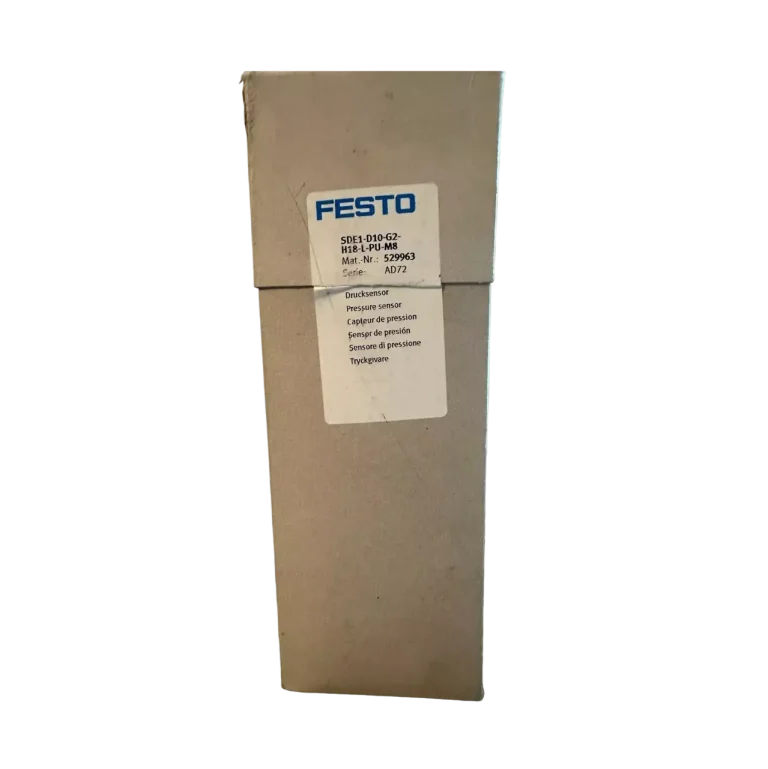 FESTO
SDE1-D10-G2-
H18-L-PU-M8
Mat.-Nr.: 529963
Serie: AD72
Drucksensor
Pressure sensor
Capteur de pression
Sensor de presión
Sensore di pressione
Tryckgivare